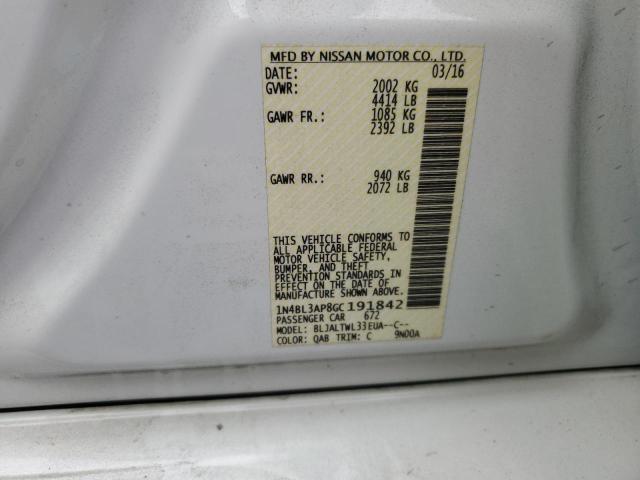 MFD BY NISSAN MOTOR CO., LTD.
DATE: 03/16
GVWR: 2002 KG
4414 LB
GAWR FR.: 1085 KG
2392 LB
GAWR RR.: 940 KG
2072 LB
THIS VEHICLE CONFORMS TO
ALL APPLICABLE FEDERAL
MOTOR VEHICLE SAFETY,
BUMPER, AND THEFT
PREVENTION STANDARDS IN
EFFECT ON THE DATE OF
MANUFACTURE SHOWN ABOVE.
1N4BL3AP8GC191842
PASSENGER CAR 672
MODEL: BLJALTWL33EUA--C--
COLOR: QAB TRIM: C 9N00A